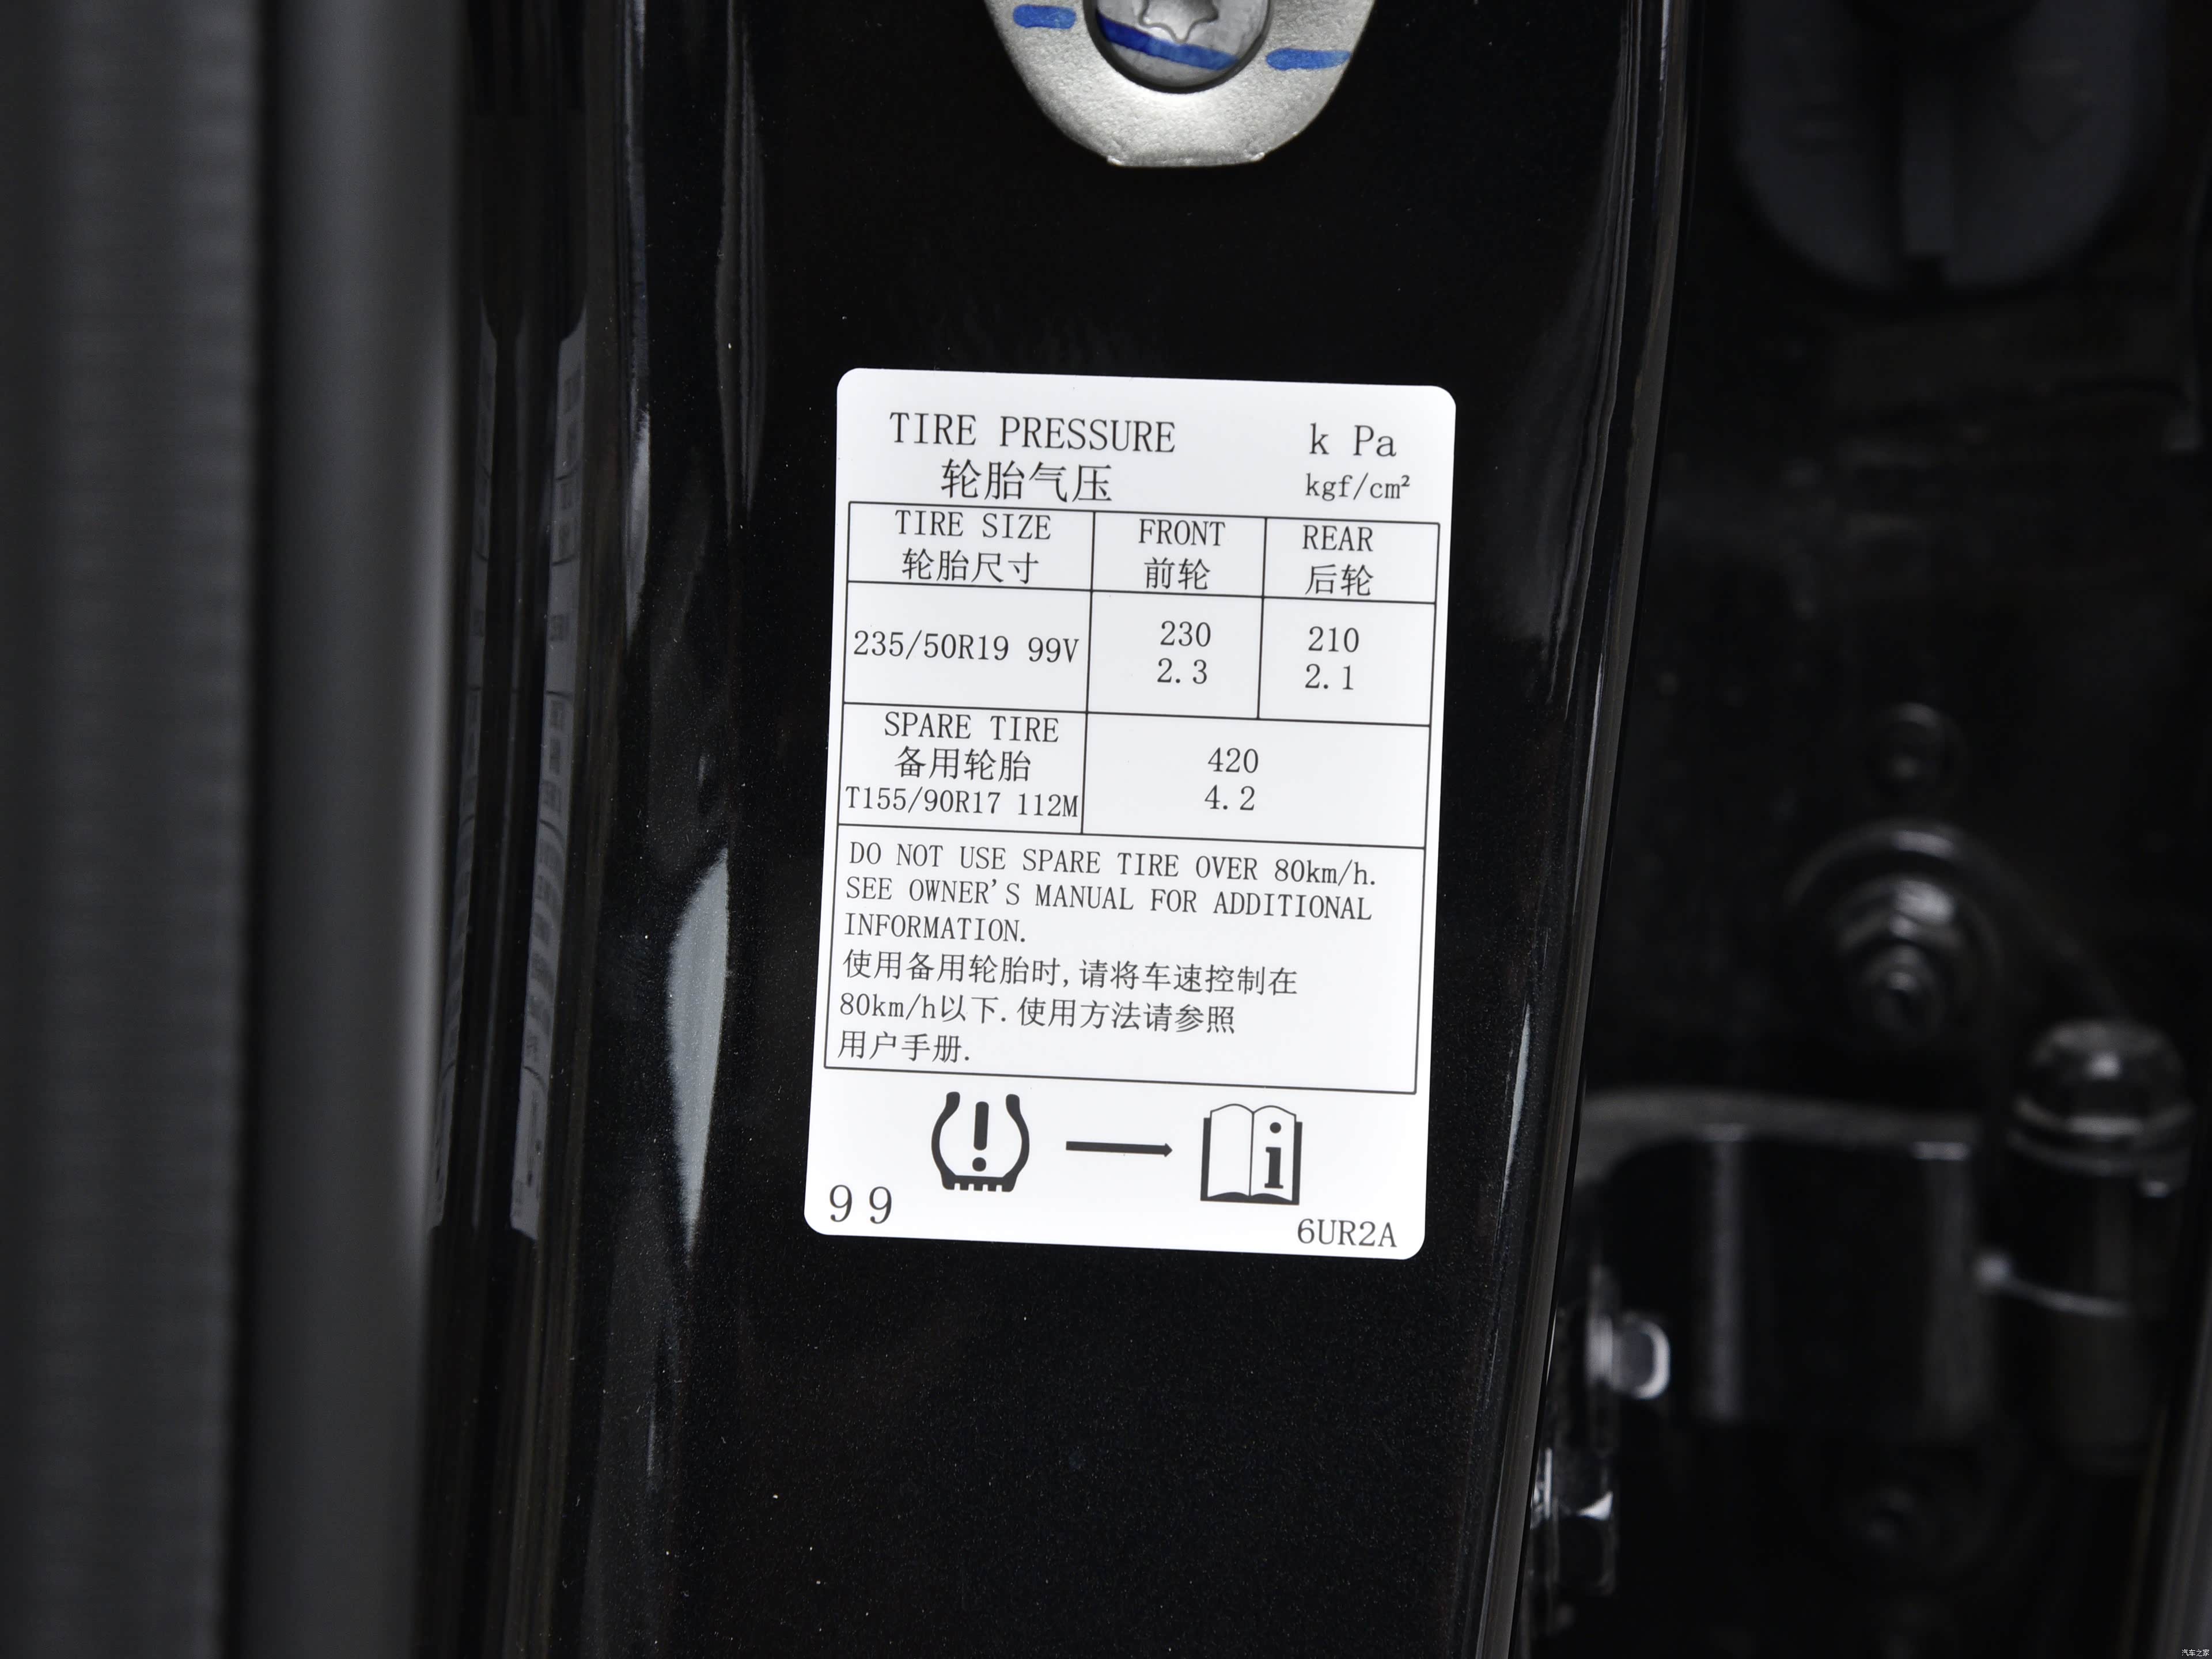 TIRE PRESSURE k Pa
轮胎气压 kgf/cm²
TIRE SIZE FRONT REAR
轮胎尺寸 前轮 后轮
235/50R19 99V 230 210
2.3 2.1
SPARE TIRE
备用轮胎 420
T155/90R17 112M 4.2
DO NOT USE SPARE TIRE OVER 80km/h.
SEE OWNER'S MANUAL FOR ADDITIONAL
INFORMATION.
使用备用轮胎时,请将车速控制在
80km/h以下.使用方法请参照
用户手册.
99 6UR2A
汽车之家